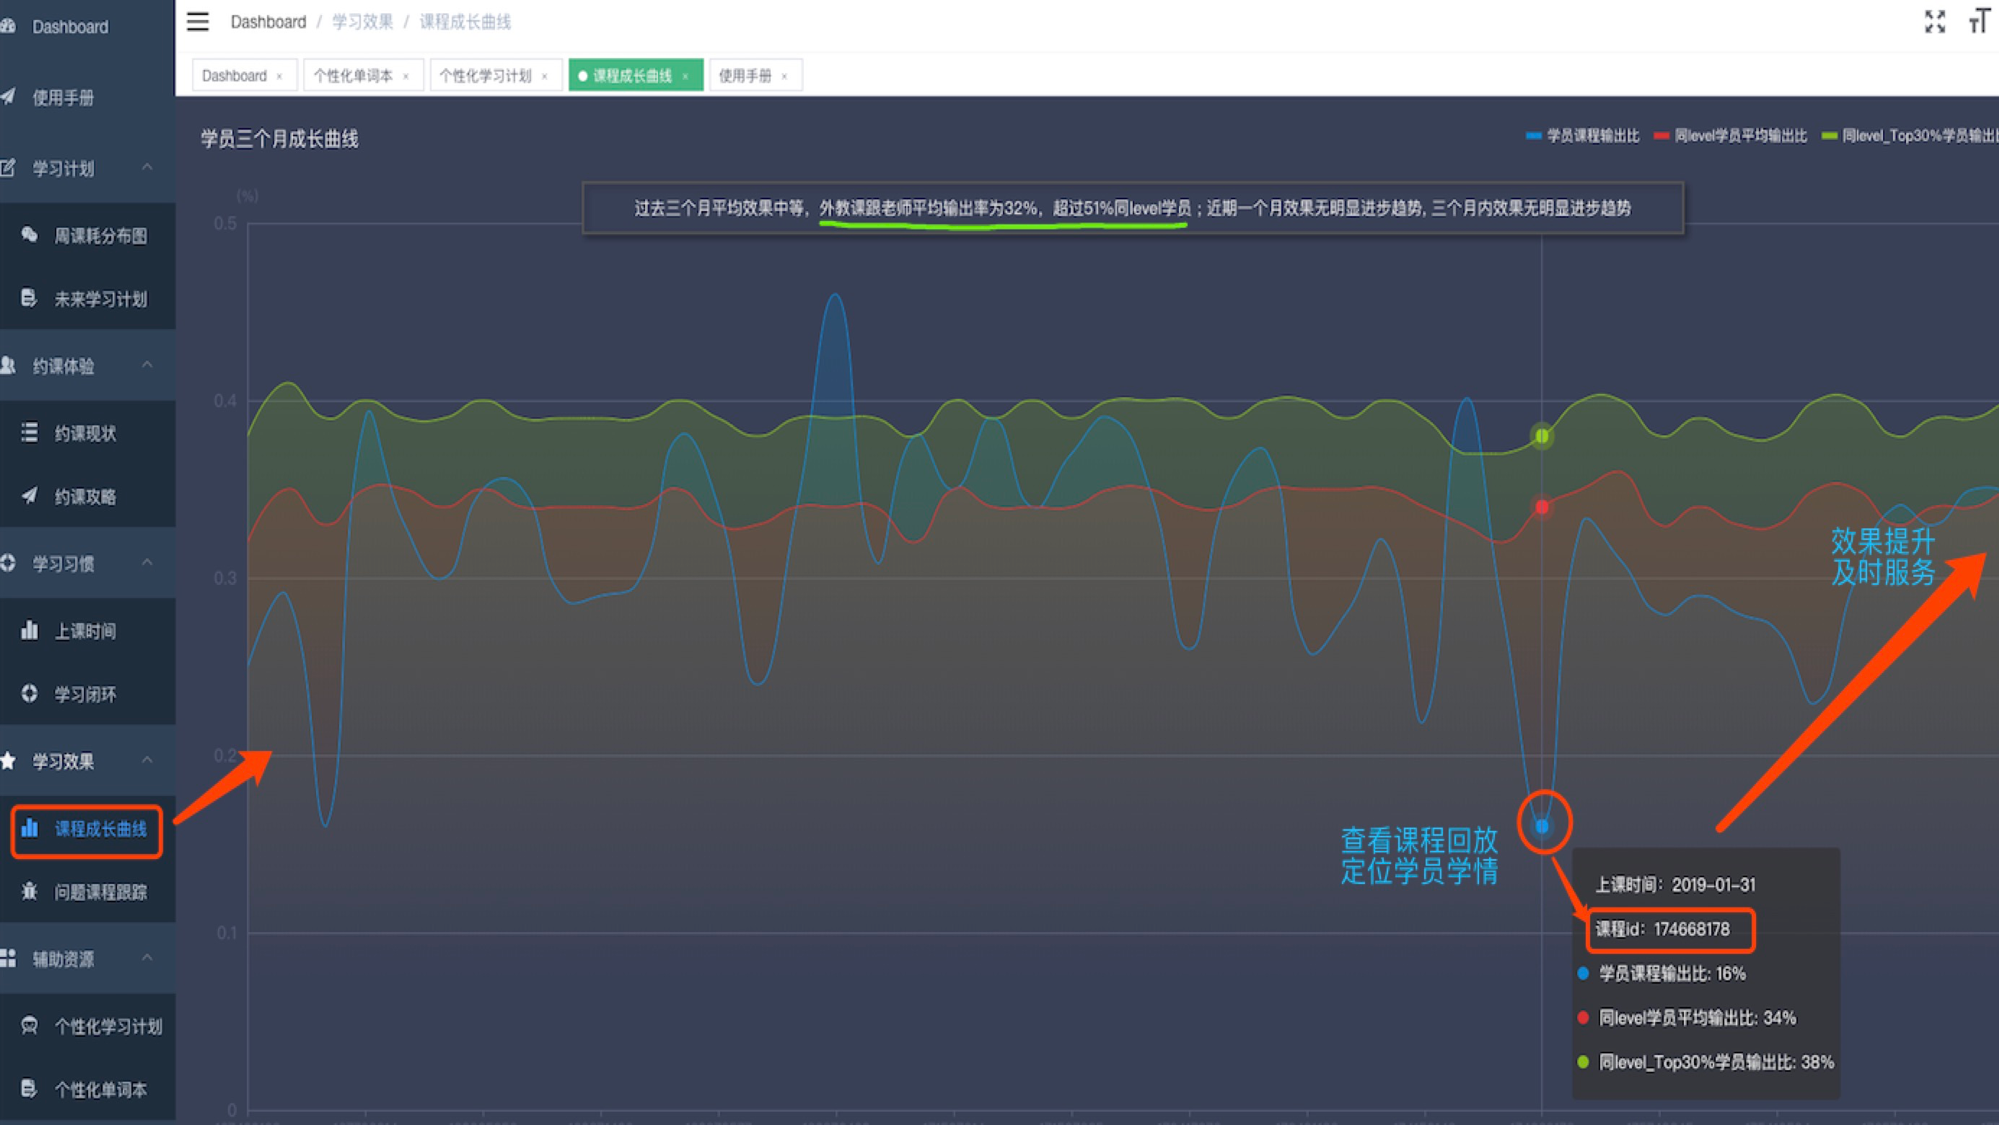 Dashboard
使用手册
学习计划
周课耗分布图
未来学习计划
约课体验
约课现状
约课攻略
学习习惯
上课时间
学习闭环
学习效果
课程成长曲线
问题课程跟踪
辅助资源
个性化学习计划
个性化单词本
Dashboard / 学习效果 / 课程成长曲线
Dashboard × 个性化单词本 × 个性化学习计划 × 课程成长曲线 × 使用手册 ×
学员三个月成长曲线
学员课程输出比 同level学员平均输出比 同level_Top30%学员输出
(%)
过去三个月平均效果中等，外教课跟老师平均输出率为32%，超过51%同level学员；近期一个月效果无明显进步趋势, 三个月内效果无明显进步趋势
0.5
0.4
0.3
0.2
0.1
0
效果提升
及时服务
查看课程回放
定位学员学情
上课时间：2019-01-31
课程id：174668178
学员课程输出比: 16%
同level学员平均输出比: 34%
同level_Top30%学员输出比: 38%